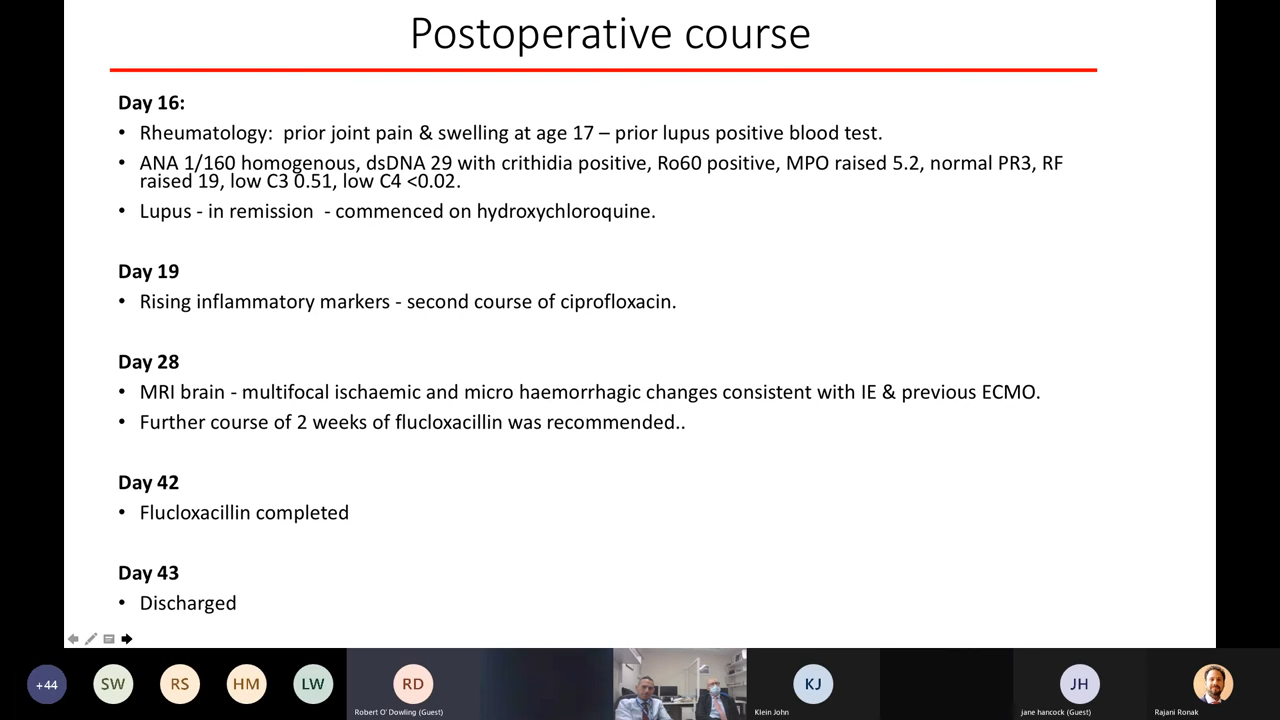 Postoperative course
Day 16:
• Rheumatology:  prior joint pain & swelling at age 17 – prior lupus positive blood test.
• ANA 1/160 homogenous, dsDNA 29 with crithidia positive, Ro60 positive, MPO raised 5.2, normal PR3, RF
raised 19, low C3 0.51, low C4 <0.02.
• Lupus - in remission  - commenced on hydroxychloroquine.
Day 19
• Rising inflammatory markers - second course of ciprofloxacin.
Day 28
• MRI brain - multifocal ischaemic and micro haemorrhagic changes consistent with IE & previous ECMO.
• Further course of 2 weeks of flucloxacillin was recommended..
Day 42
• Flucloxacillin completed
Day 43
• Discharged
+44 SW RS HM LW RD KJ JH
Robert O' Dowling (Guest) Klein John jane hancock (Guest) Rajani Ronak